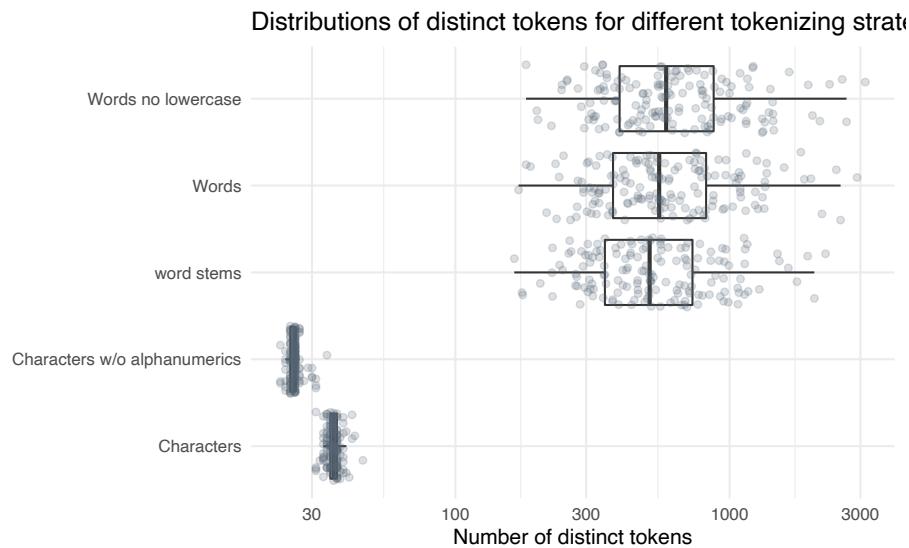 Distributions of distinct tokens for different tokenizing strate
Words no lowercase
Words
word stems
Characters w/o alphanumerics
Characters
30 100 300 1000 3000
Number of distinct tokens